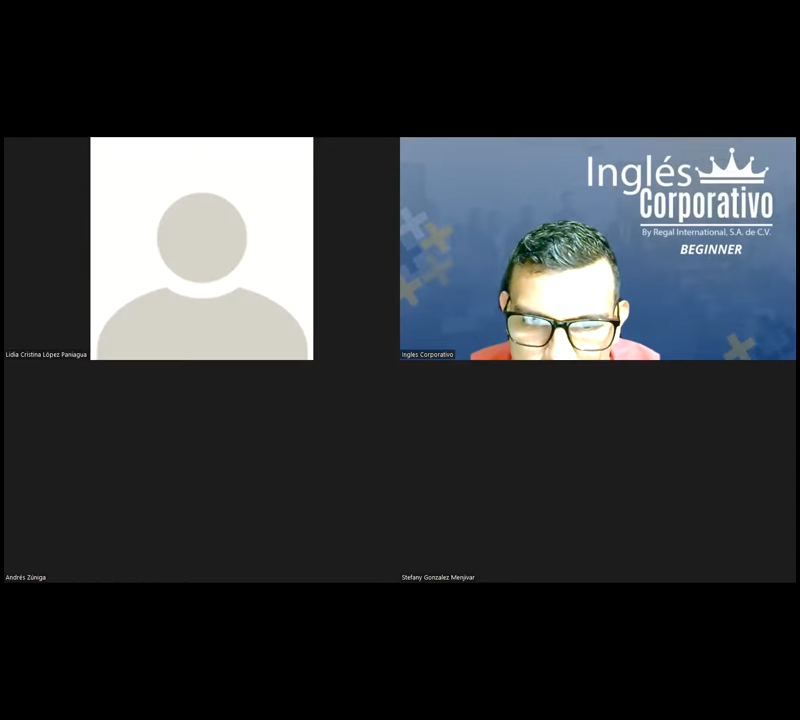 Inglés
Corporativo
By Regal International, S.A. de C.V.
BEGINNER
Lidia Cristina López Paniagua
Ingles Corporativo
Andrés Zúniga
Stefany Gonzalez Menjivar